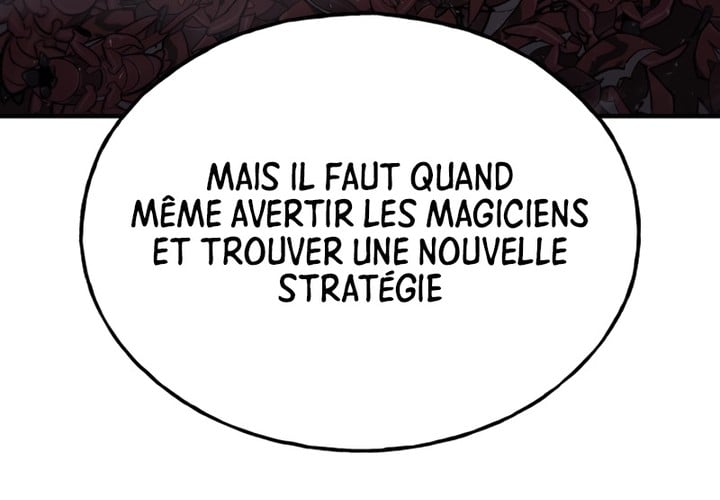 MAIS IL FAUT QUAND
MÊME AVERTIR LES MAGICIENS
ET TROUVER UNE NOUVELLE
STRATÉGIE